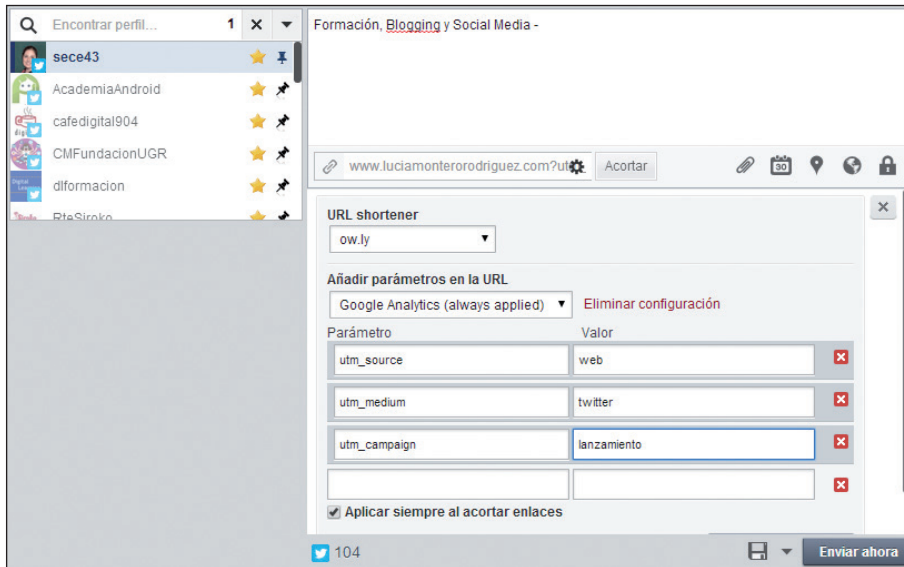 Encontrar perfil... 1
sece43
AcademiaAndroid
cafedigital904
CMFundacionUGR
dlformacion
RteSiroko
Formación, Blogging y Social Media -
www.luciamonterorodriguez.com?ut Acortar
30
URL shortener
ow.ly
Añadir parámetros en la URL
Google Analytics (always applied) Eliminar configuración
Parámetro Valor
utm_source web
utm_medium twitter
utm_campaign lanzamiento
Aplicar siempre al acortar enlaces
104 Enviar ahora